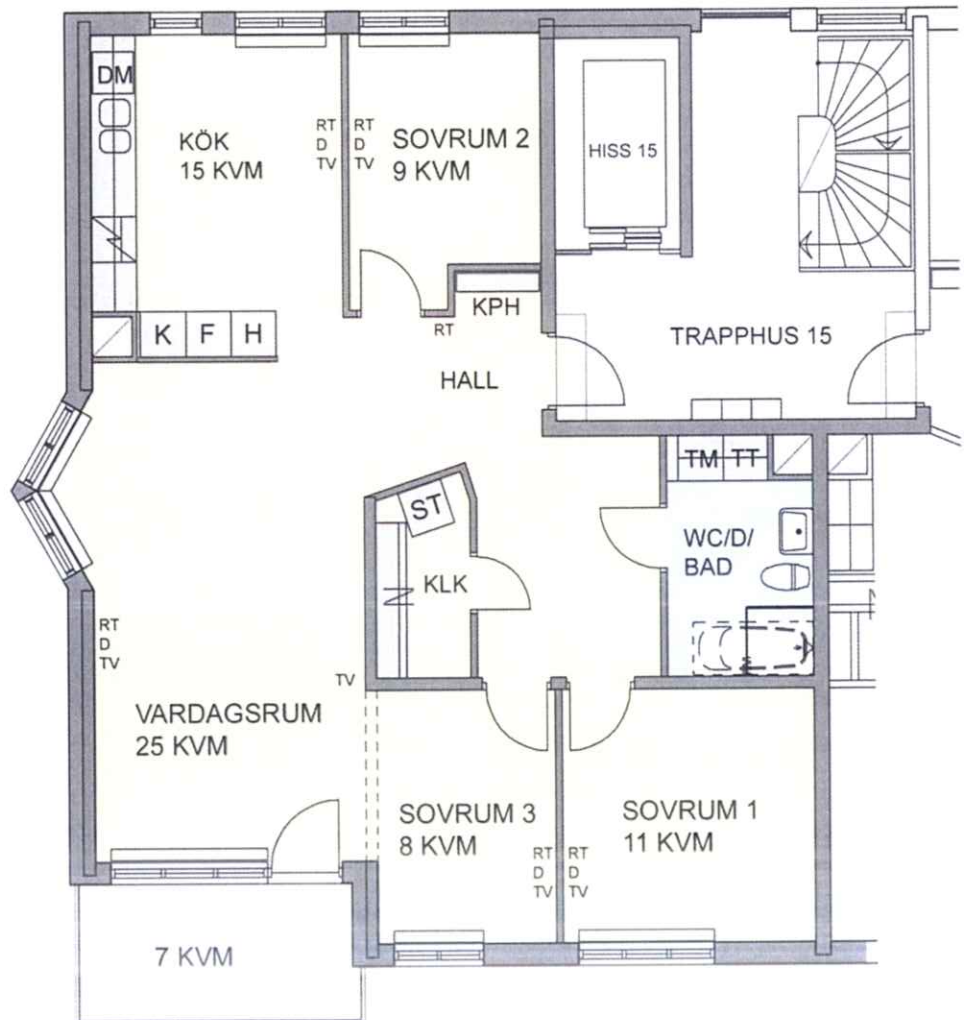 DM
KÖK
15 KVM
RT
D
TV
RT
D
TV
SOVRUM 2
9 KVM
HISS 15
K F H
KPH
RT
TRAPPHUS 15
HALL
ST
KLK
TM TT
WC/D/
BAD
RT
D
TV
TV
VARDAGSRUM
25 KVM
SOVRUM 3
8 KVM
RT
D
TV
RT
D
TV
SOVRUM 1
11 KVM
7 KVM